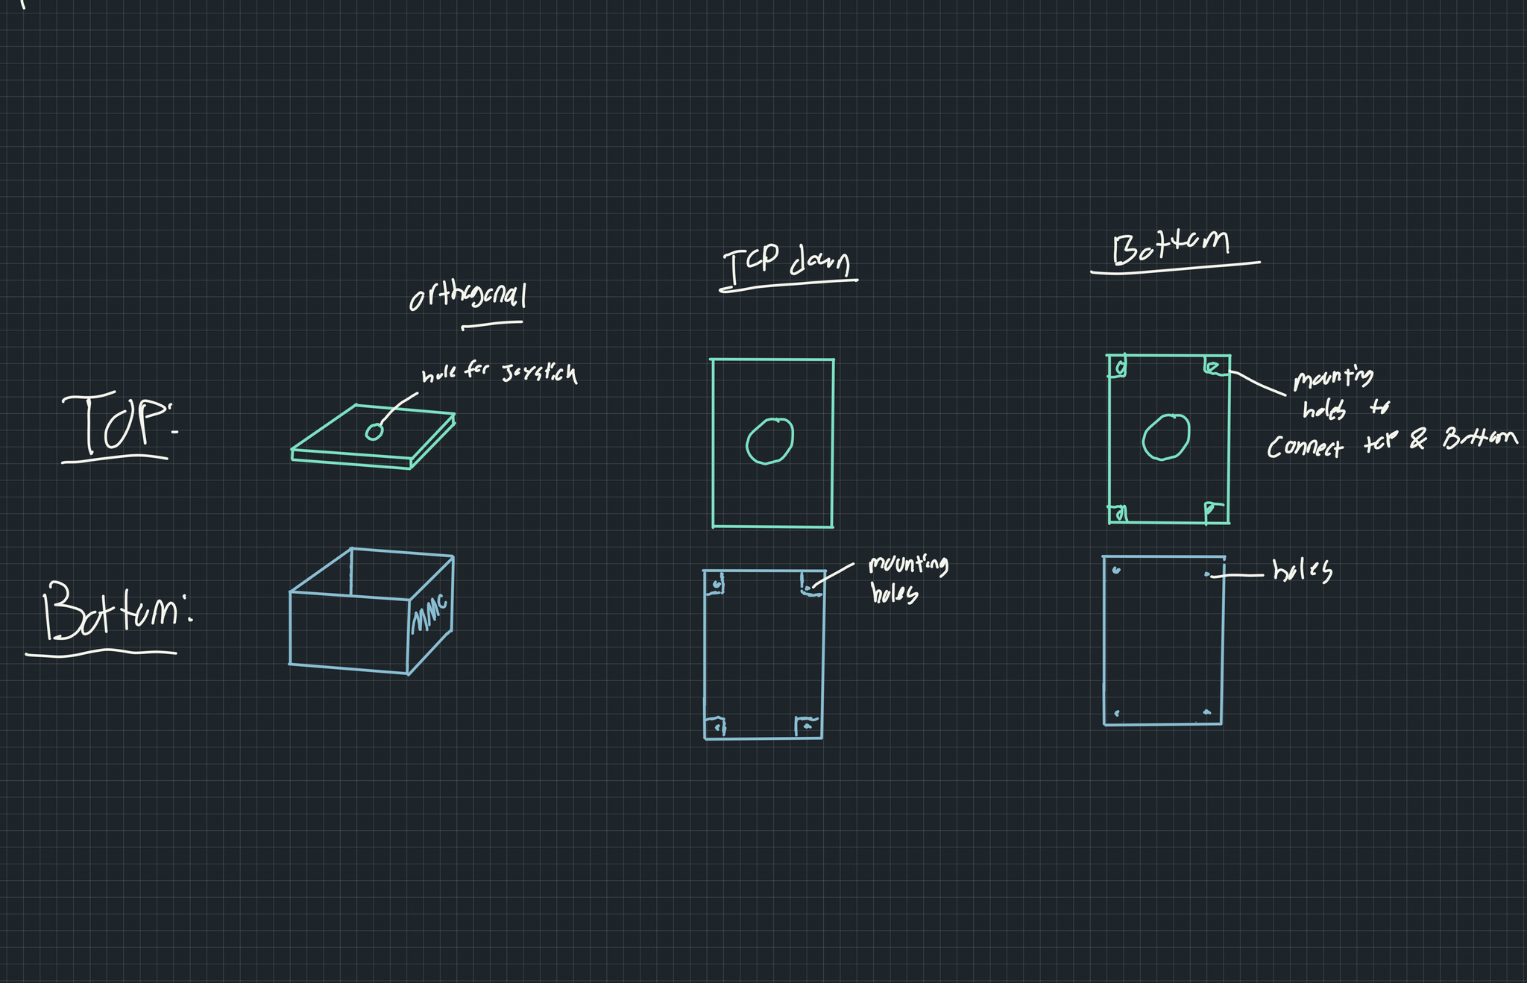 Bottom
TOP down
orthogonal
hole for Joystick
TOP:
mounting
holes to
Connect top & Bottom
mounting
holes
holes
Bottom:
MMC